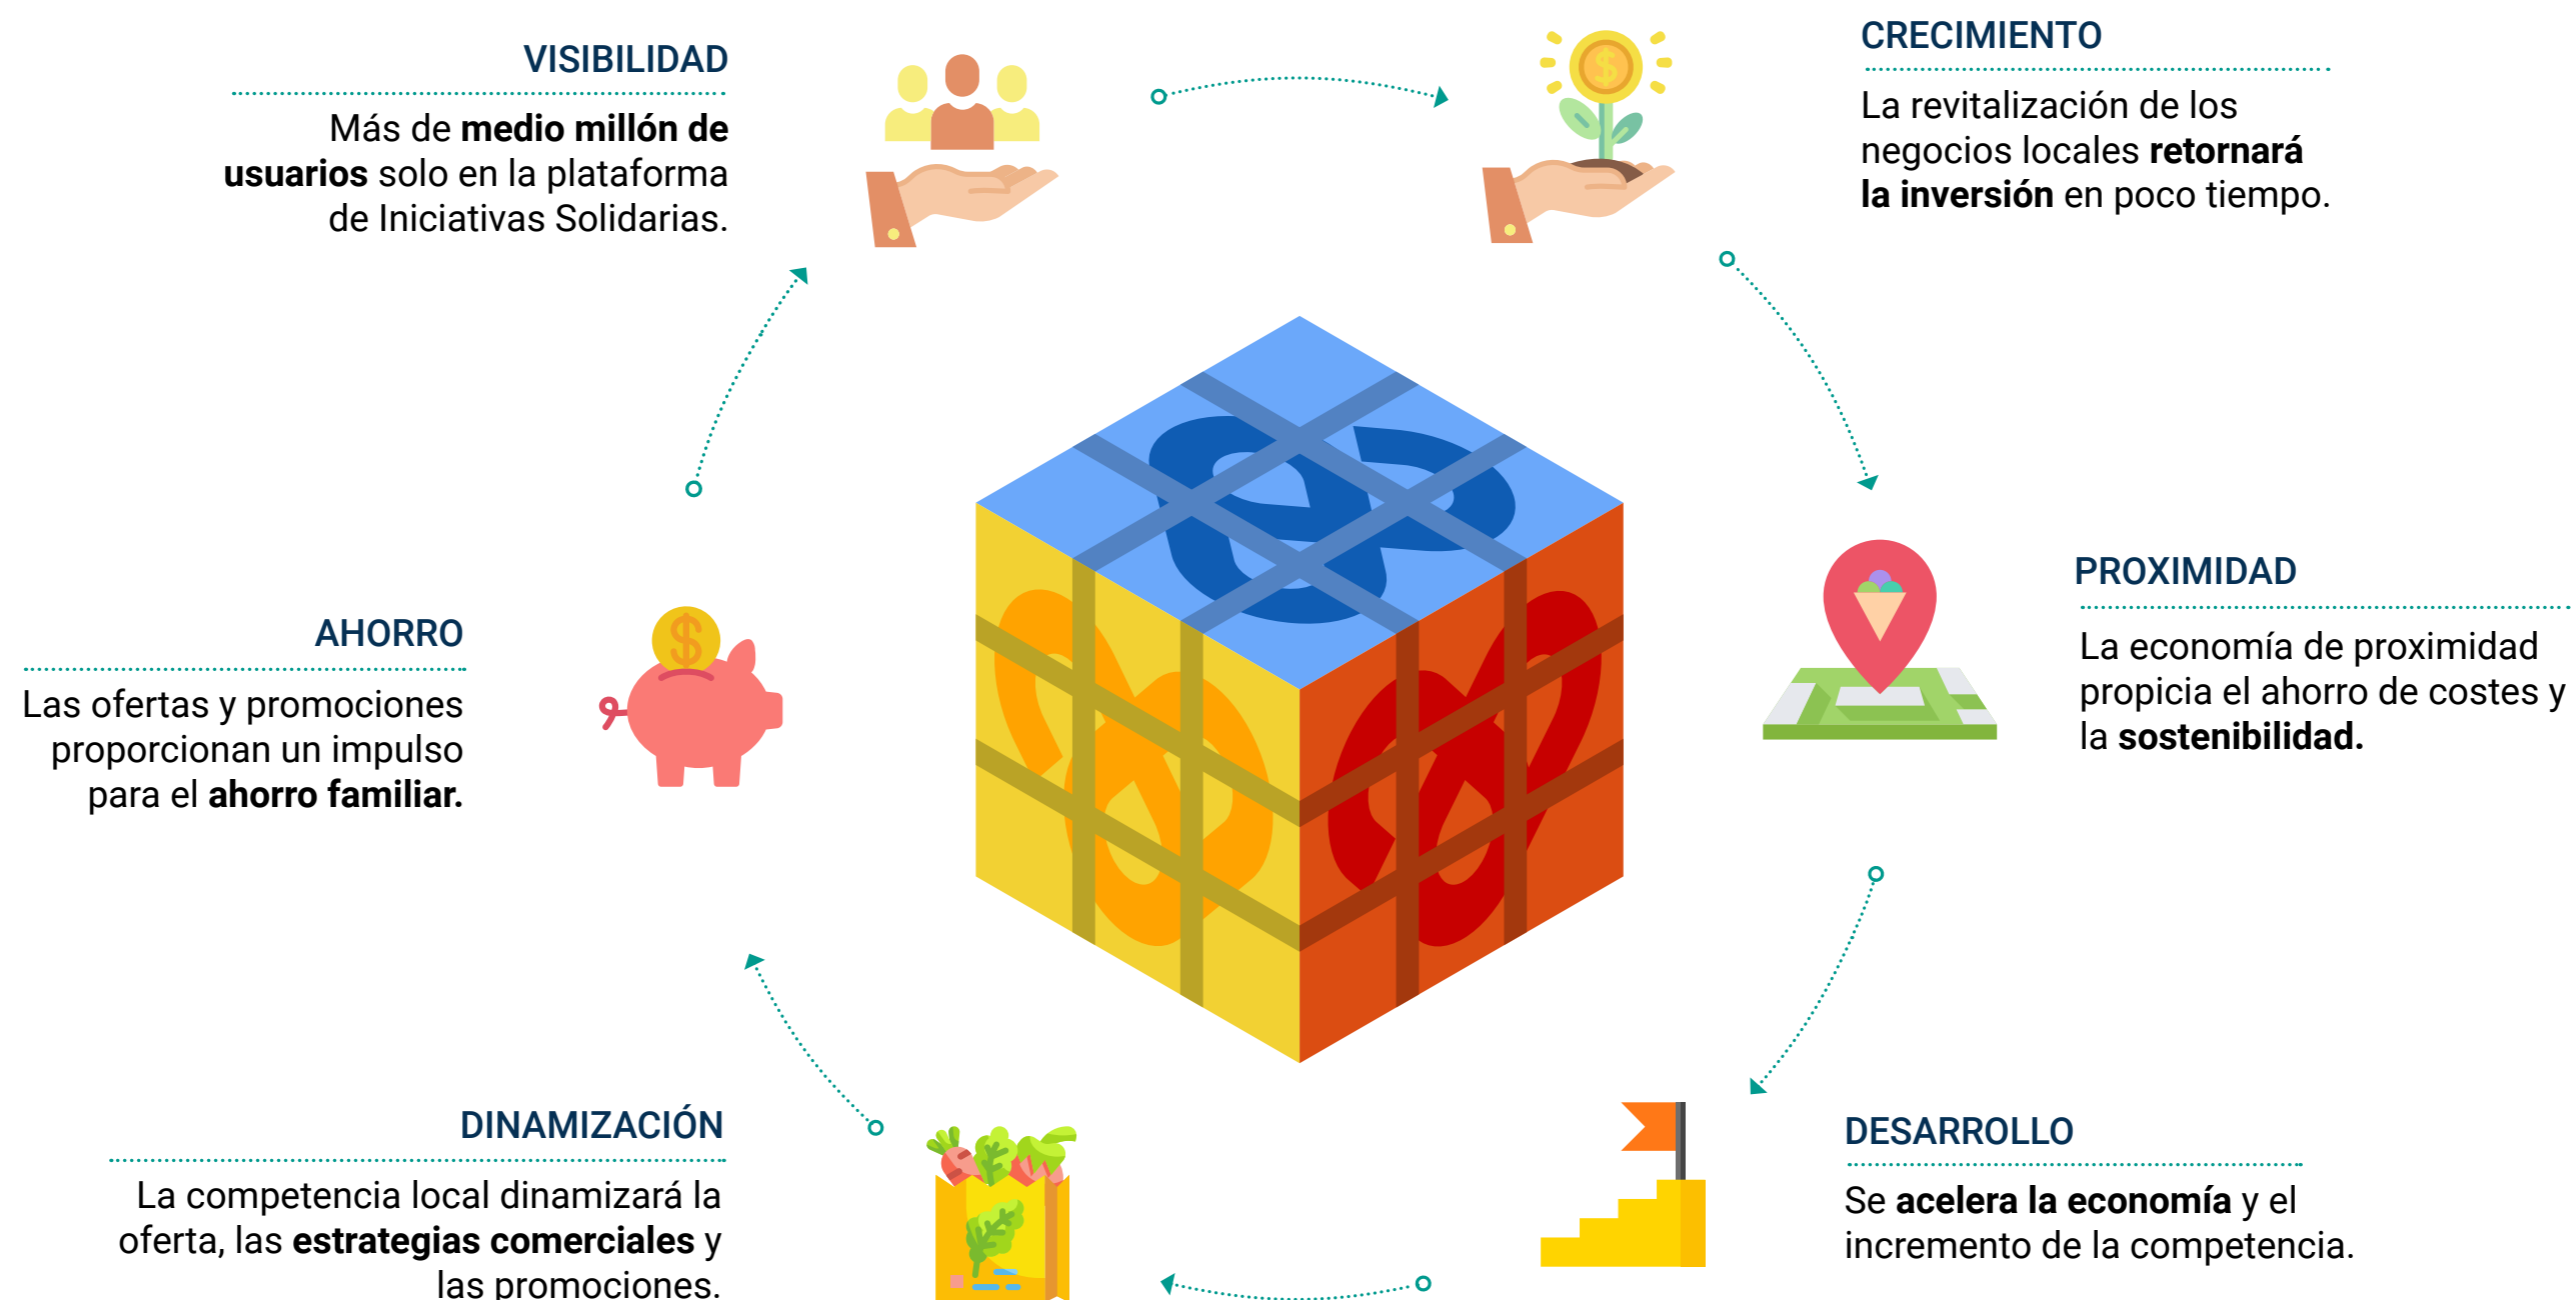 VISIBILIDAD
Más de medio millón de
usuarios solo en la plataforma
de Iniciativas Solidarias.
CRECIMIENTO
La revitalización de los
negocios locales retornará
la inversión en poco tiempo.
PROXIMIDAD
La economía de proximidad
propicia el ahorro de costes y
la sostenibilidad.
DESARROLLO
Se acelera la economía y el
incremento de la competencia.
DINAMIZACIÓN
La competencia local dinamizará la
oferta, las estrategias comerciales y
las promociones.
AHORRO
Las ofertas y promociones
proporcionan un impulso
para el ahorro familiar.